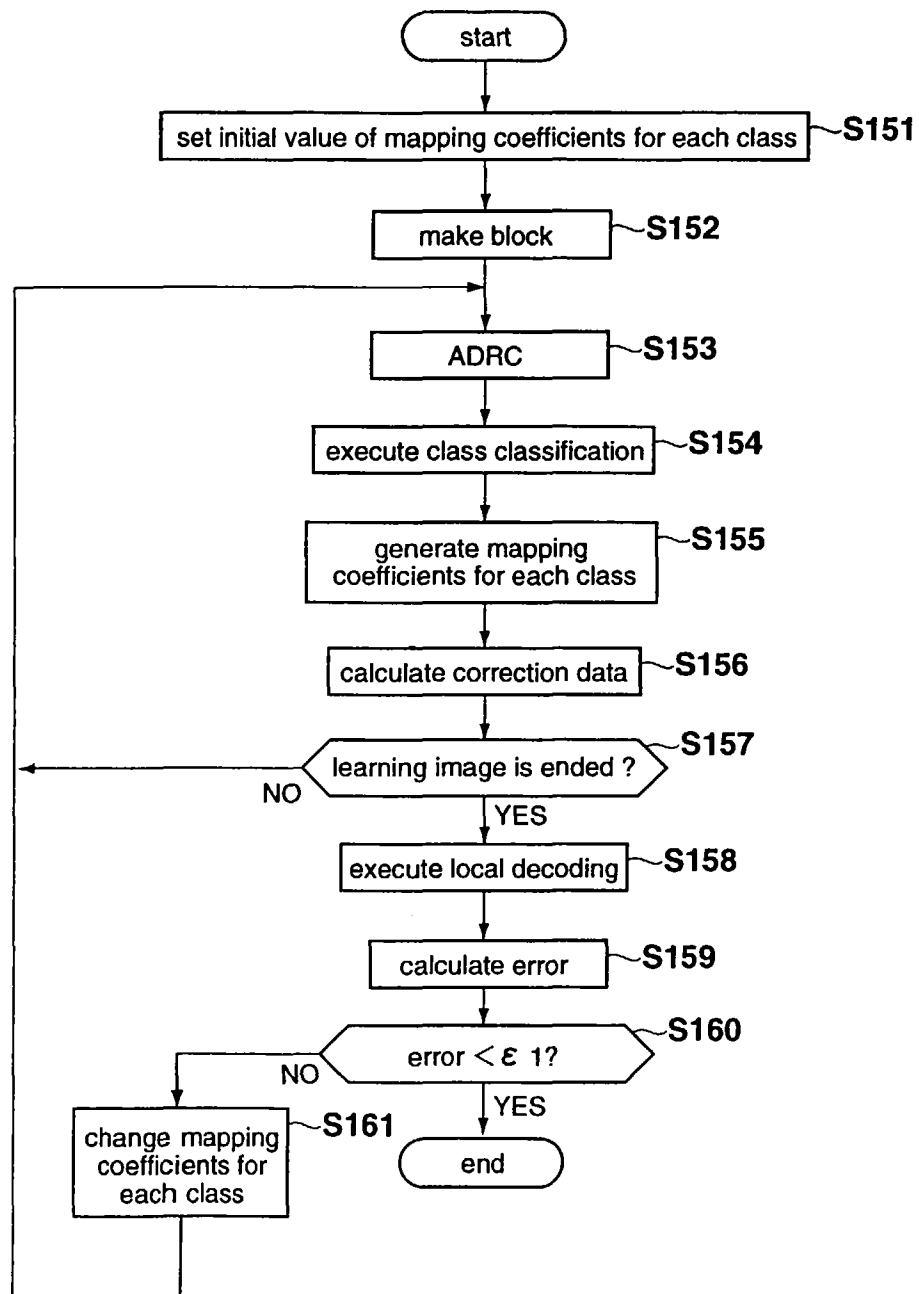 start
set initial value of mapping coefficients for each class
S151
make block
S152
ADRC
S153
execute class classification
S154
generate mapping
coefficients for each class
S155
calculate correction data
S156
learning image is ended ?
S157
NO
YES
execute local decoding
S158
calculate error
S159
error < ε 1?
S160
NO
YES
change mapping
coefficients for
each class
S161
end